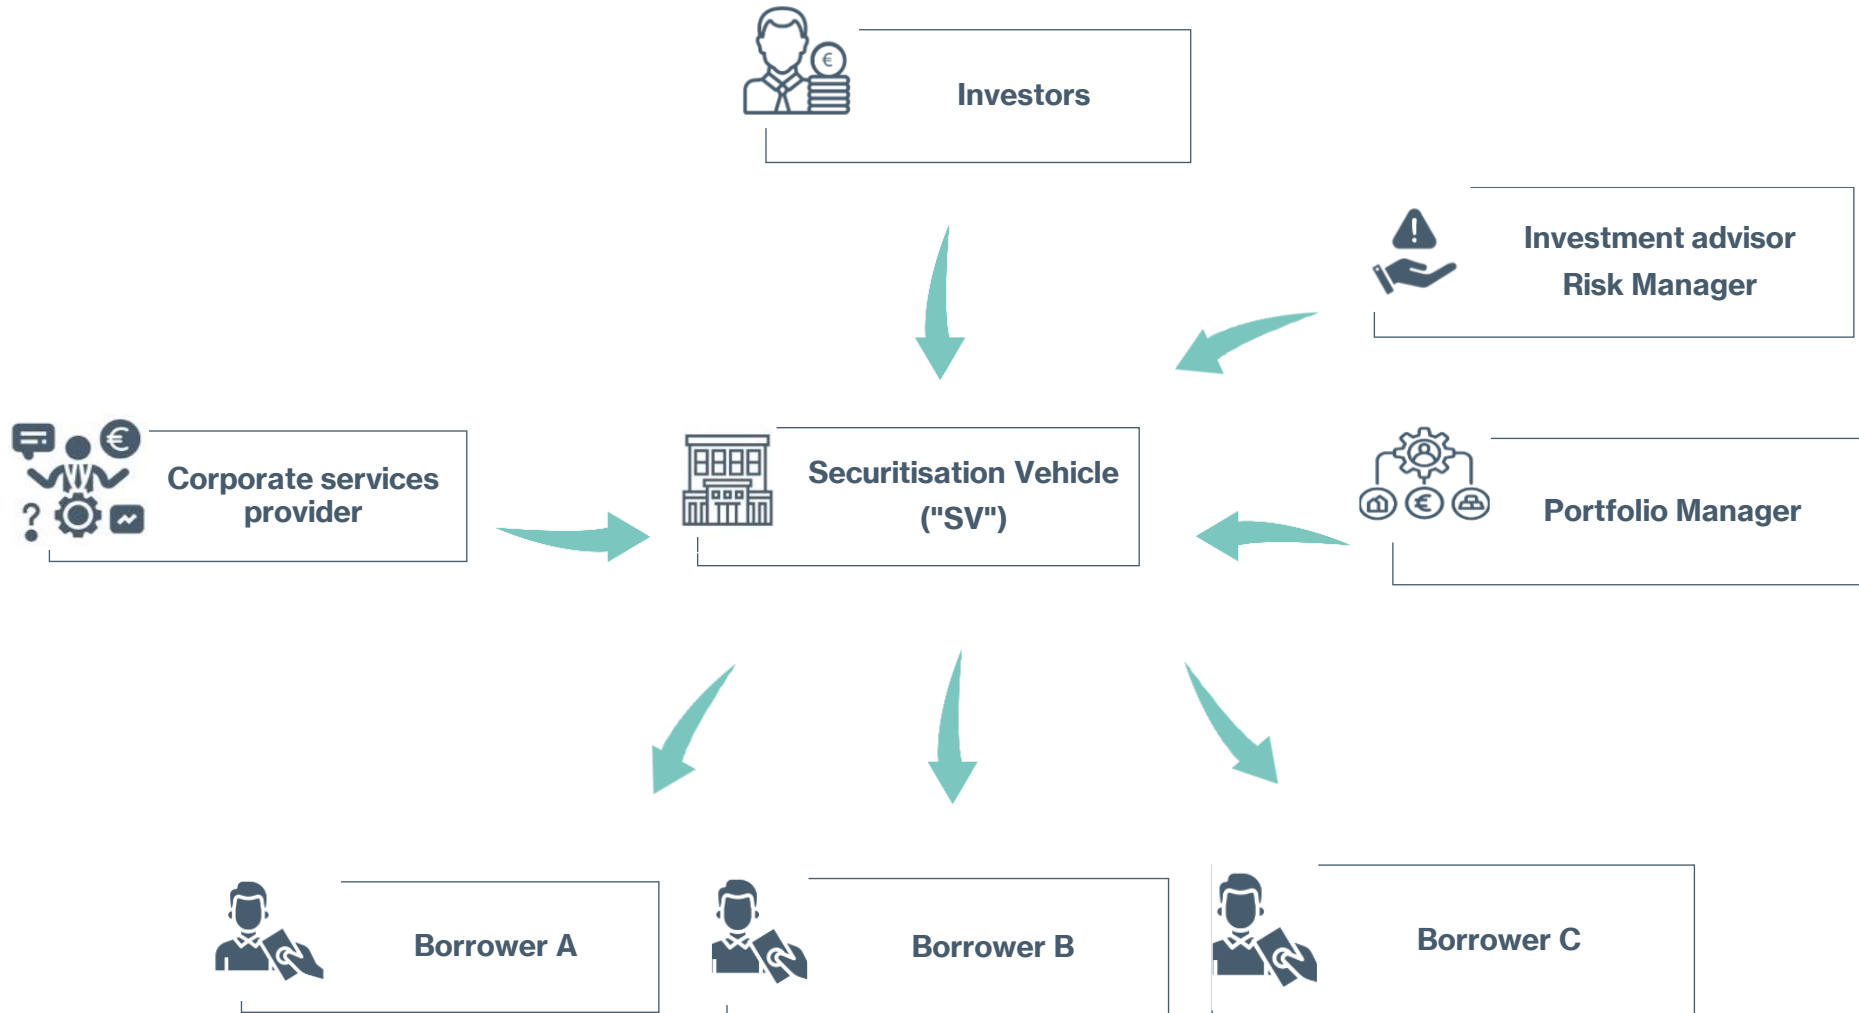 Investors
Investment advisor
Risk Manager
Corporate services
provider
Securitisation Vehicle
("SV")
Portfolio Manager
Borrower A
Borrower B
Borrower C